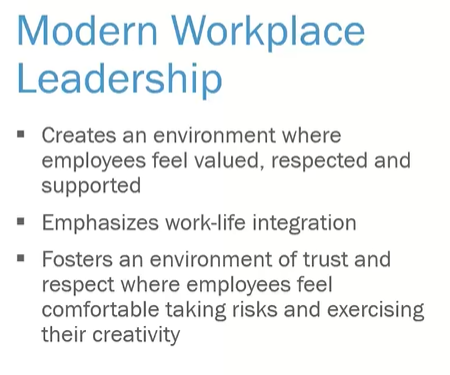 Modern Workplace
Leadership
▪ Creates an environment where
employees feel valued, respected and
supported
▪ Emphasizes work-life integration
▪ Fosters an environment of trust and
respect where employees feel
comfortable taking risks and exercising
their creativity